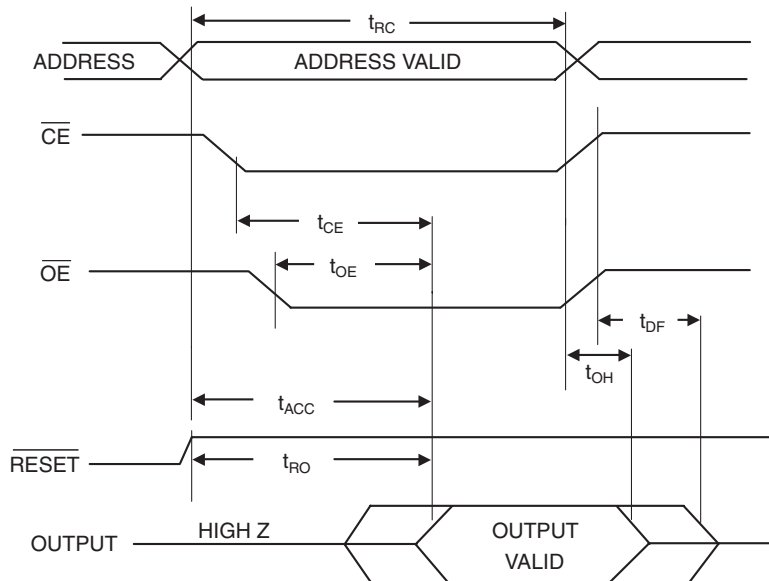 tRC
ADDRESS ADDRESS VALID
CE
tCE
OE tOE
tDF
tOH
tACC
RESET
tRO
OUTPUT HIGH Z OUTPUT
VALID